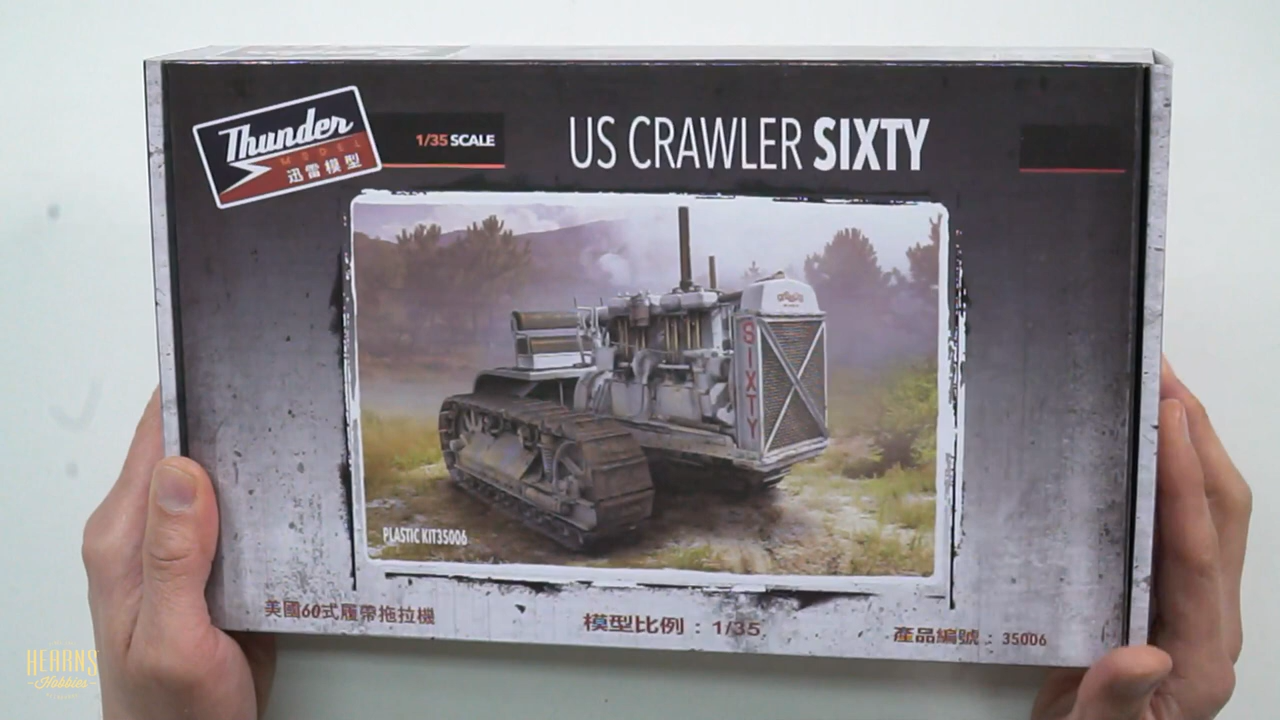 Thunder
MODEL
迅雷模型
1/35 SCALE
US CRAWLER SIXTY
SIXTY
PLASTIC KIT35006
美國60式履帶拖拉機
模型比例：1/35
產品編號：35006
HEARNS
Hobbies